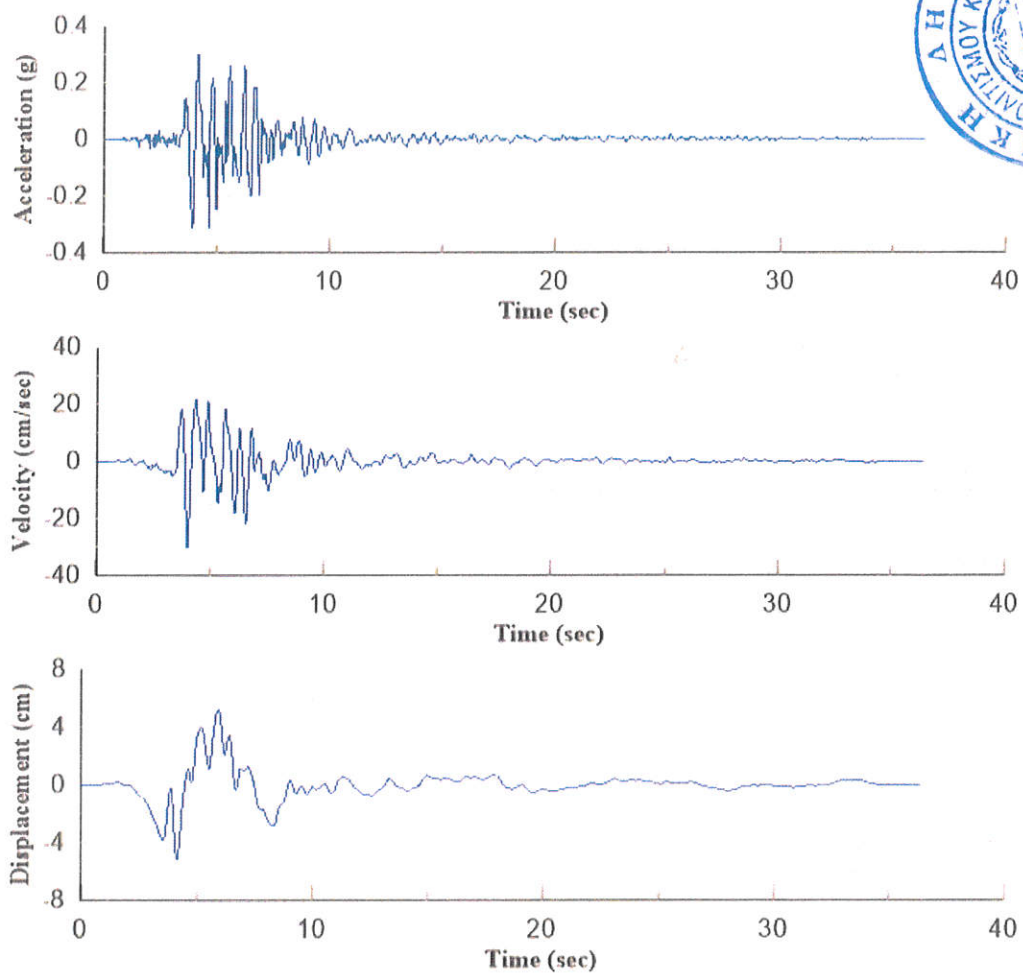 Acceleration (g)
0.4
0.2
0
-0.2
-0.4
0 10 20 30 40
Time (sec)
Velocity (cm/sec)
40
20
0
-20
-40
0 10 20 30 40
Time (sec)
Displacement (cm)
8
4
0
-4
-8
0 10 20 30 40
Time (sec)